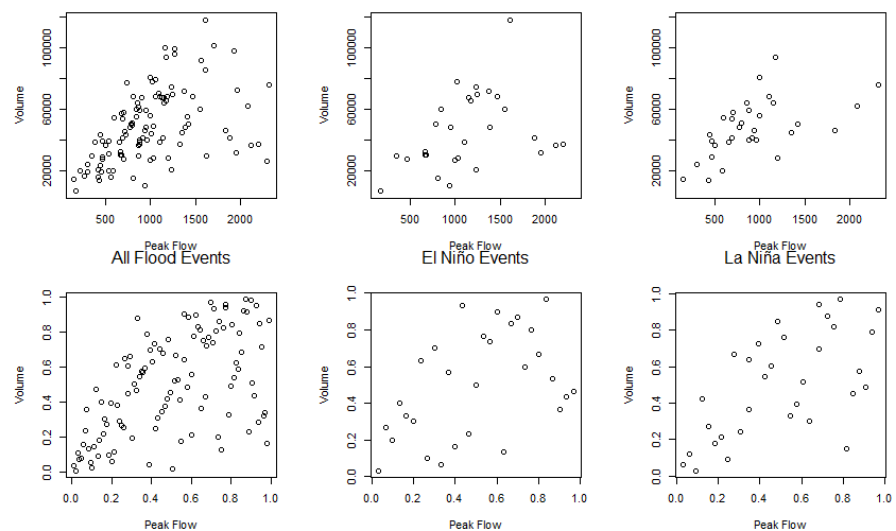 Volume
100000
60000
20000
500 1000 1500 2000
Peak Flow
All Flood Events
Volume
100000
60000
20000
500 1000 1500 2000
Peak Flow
El Niño Events
Volume
100000
60000
20000
500 1000 1500 2000
Peak Flow
La Niña Events
Volume
1.0
0.8
0.6
0.4
0.2
0.0
0.0 0.2 0.4 0.6 0.8 1.0
Peak Flow
Volume
1.0
0.8
0.6
0.4
0.2
0.0
0.0 0.2 0.4 0.6 0.8 1.0
Peak Flow
Volume
1.0
0.8
0.6
0.4
0.2
0.0
0.0 0.2 0.4 0.6 0.8 1.0
Peak Flow